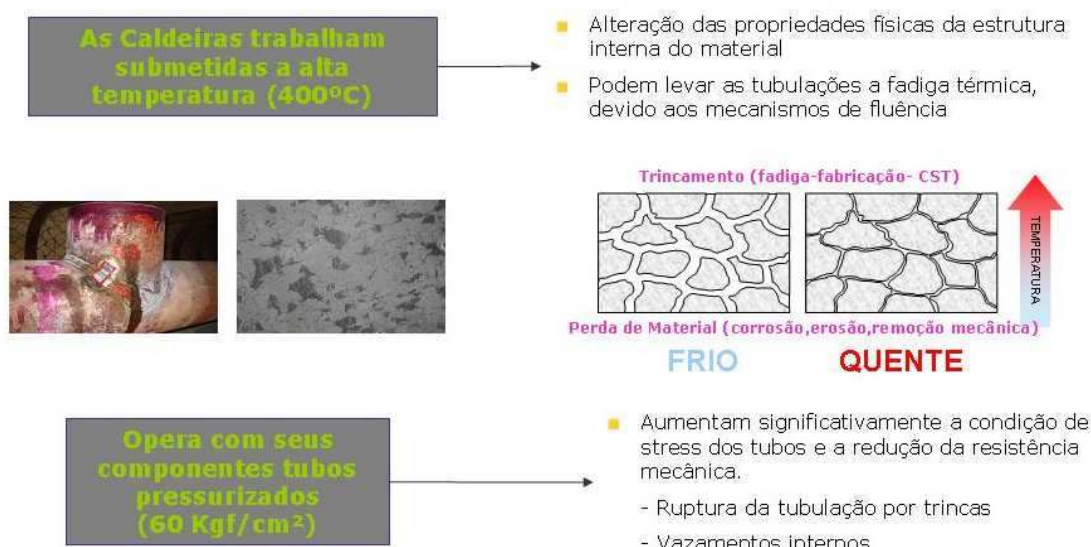 As Caldeiras trabalham
submetidas a alta
temperatura (400ºC)
Alteração das propriedades físicas da estrutura
interna do material
Podem levar as tubulações a fadiga térmica,
devido aos mecanismos de fluência
Trincamento (fadiga-fabricação- CST)
TEMPERATURA
Perda de Material (corrosão,erosão,remoção mecânica)
FRIO
QUENTE
Opera com seus
componentes tubos
pressurizados
(60 Kgf/cm²)
Aumentam significativamente a condição de
stress dos tubos e a redução da resistência
mecânica.
- Ruptura da tubulação por trincas
- Vazamentos internos